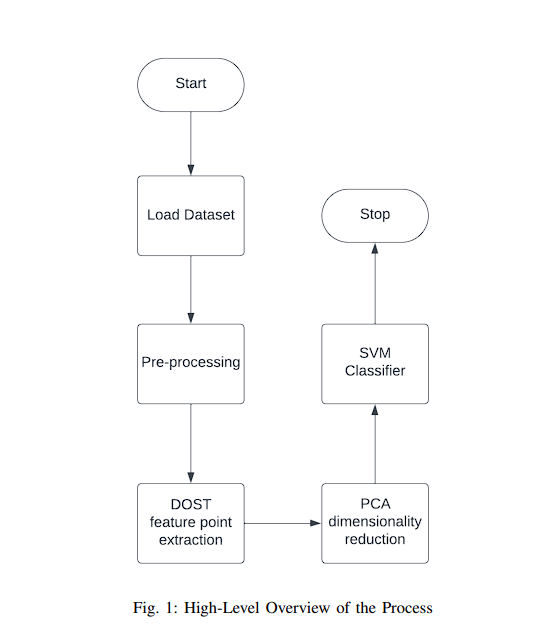 Start
Load Dataset
Pre-processing
DOST
feature point
extraction
PCA
dimensionality
reduction
SVM
Classifier
Stop
Fig. 1: High-Level Overview of the Process